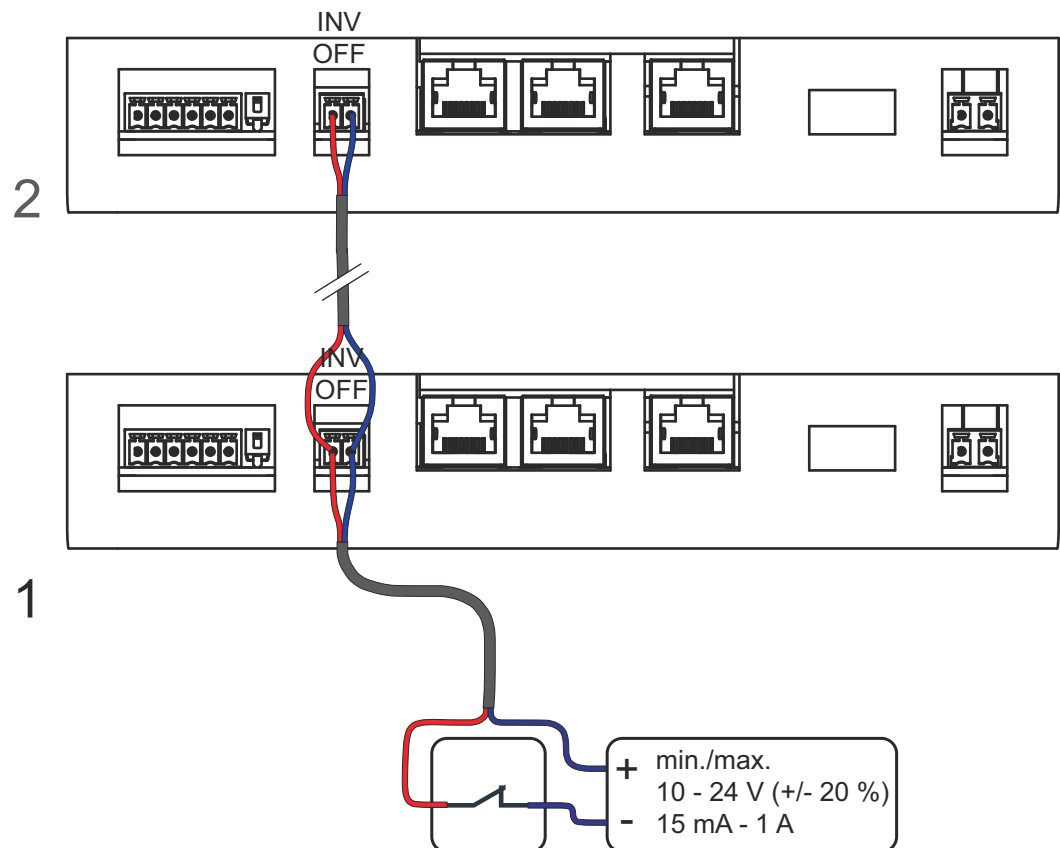 INV
OFF
2
INV
OFF
1
+ min./max.
10 - 24 V (+/- 20 %)
- 15 mA - 1 A